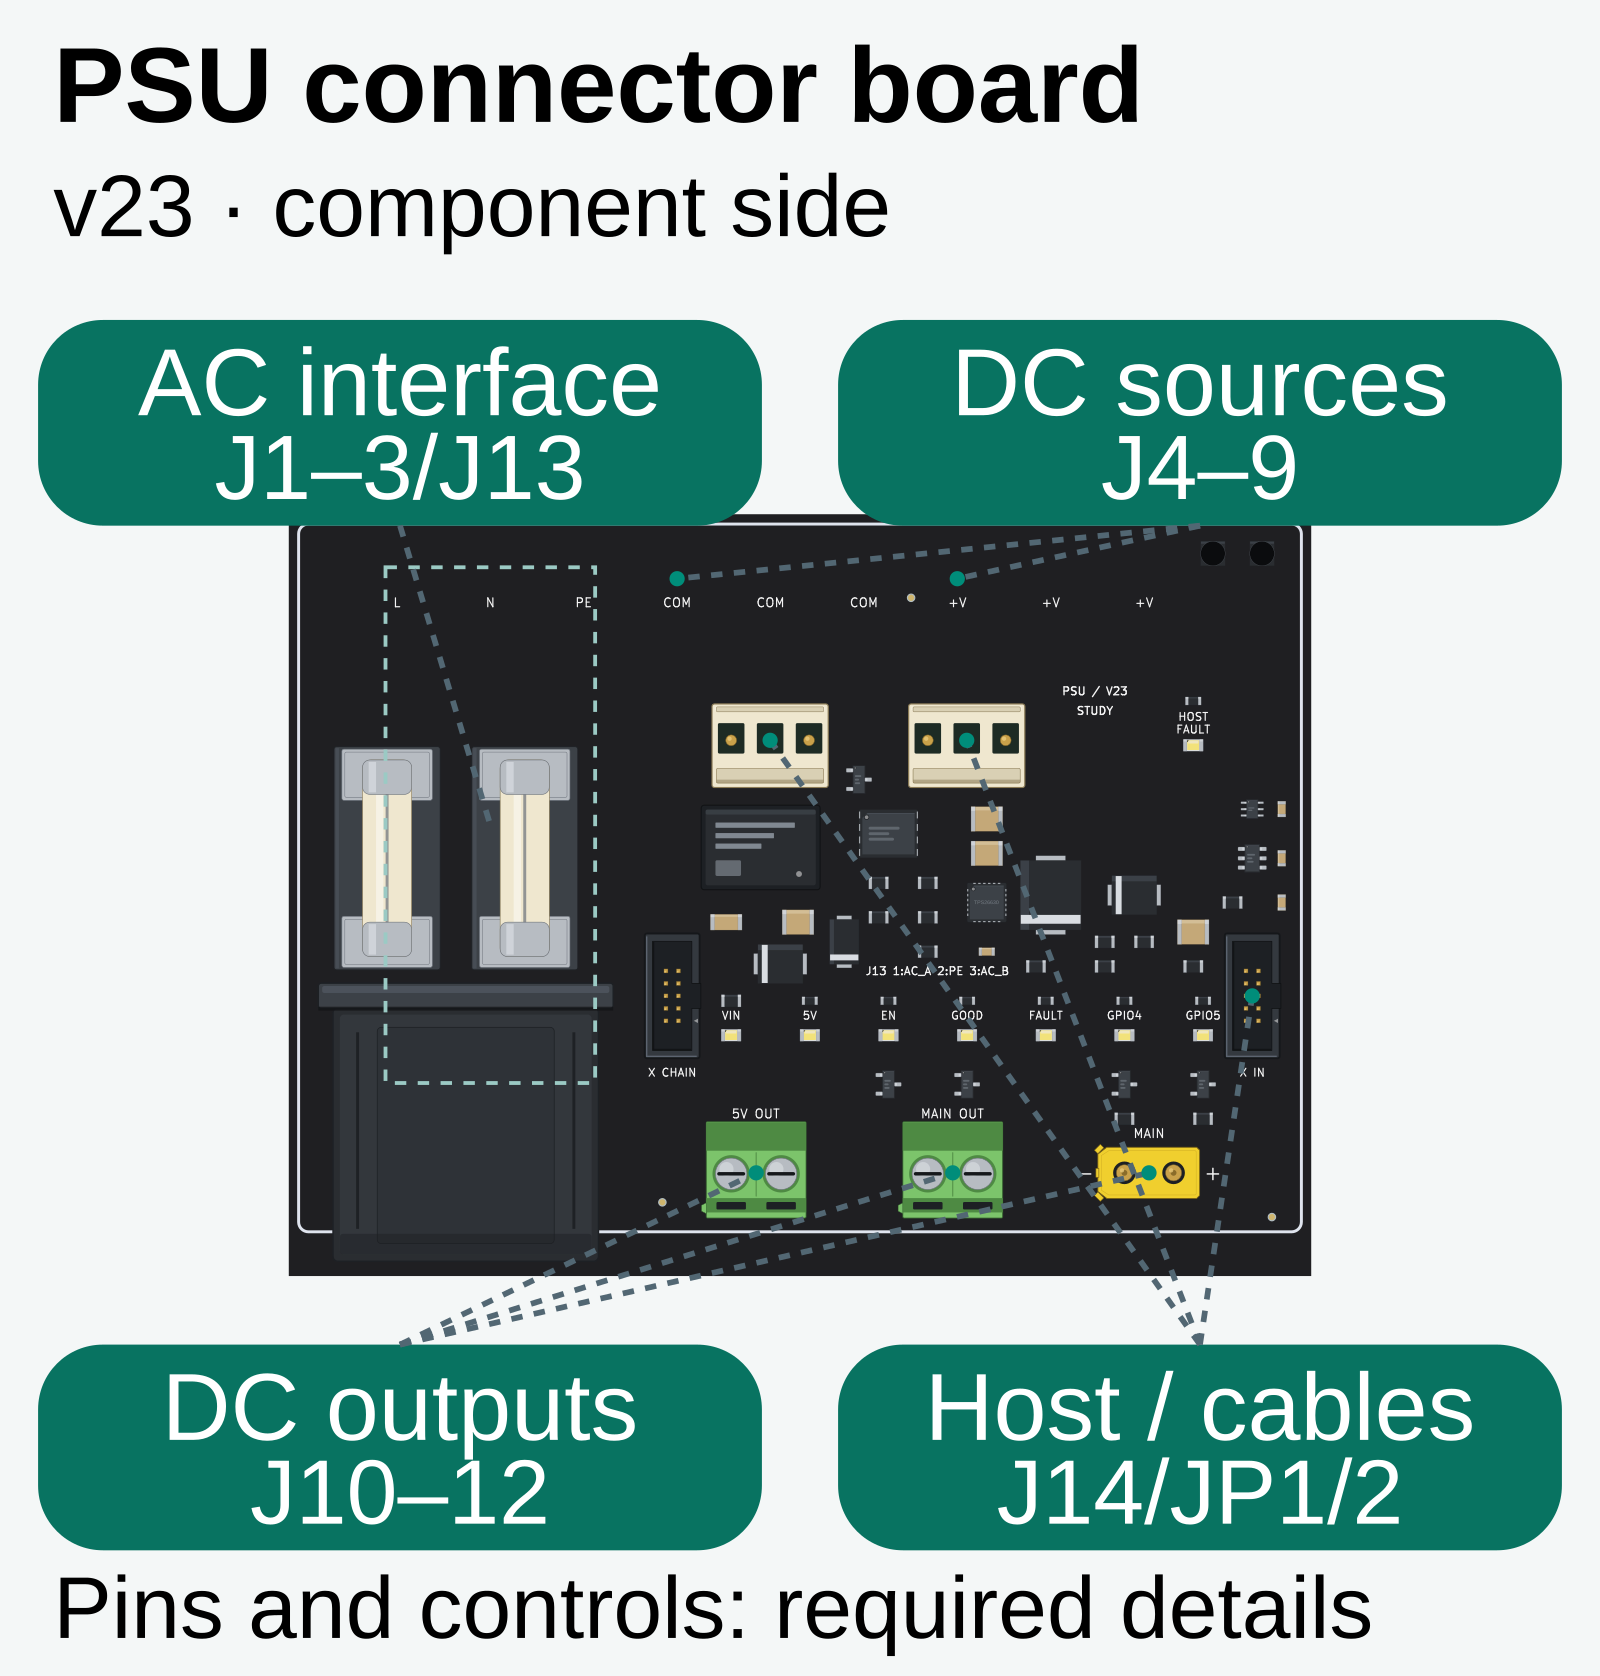 PSU connector board
v23 · component side
AC interface
J1–3/J13
DC sources
J4–9
L N PE COM COM COM +V +V +V
PSU / V23
STUDY
HOST
FAULT
J13 1:AC_A 2:PE 3:AC_B
VIN 5V EN GOOD FAULT GPIO4 GPIO5
X CHAIN
X IN
5V OUT
MAIN OUT
MAIN
− +
DC outputs
J10–12
Host / cables
J14/JP1/2
Pins and controls: required details